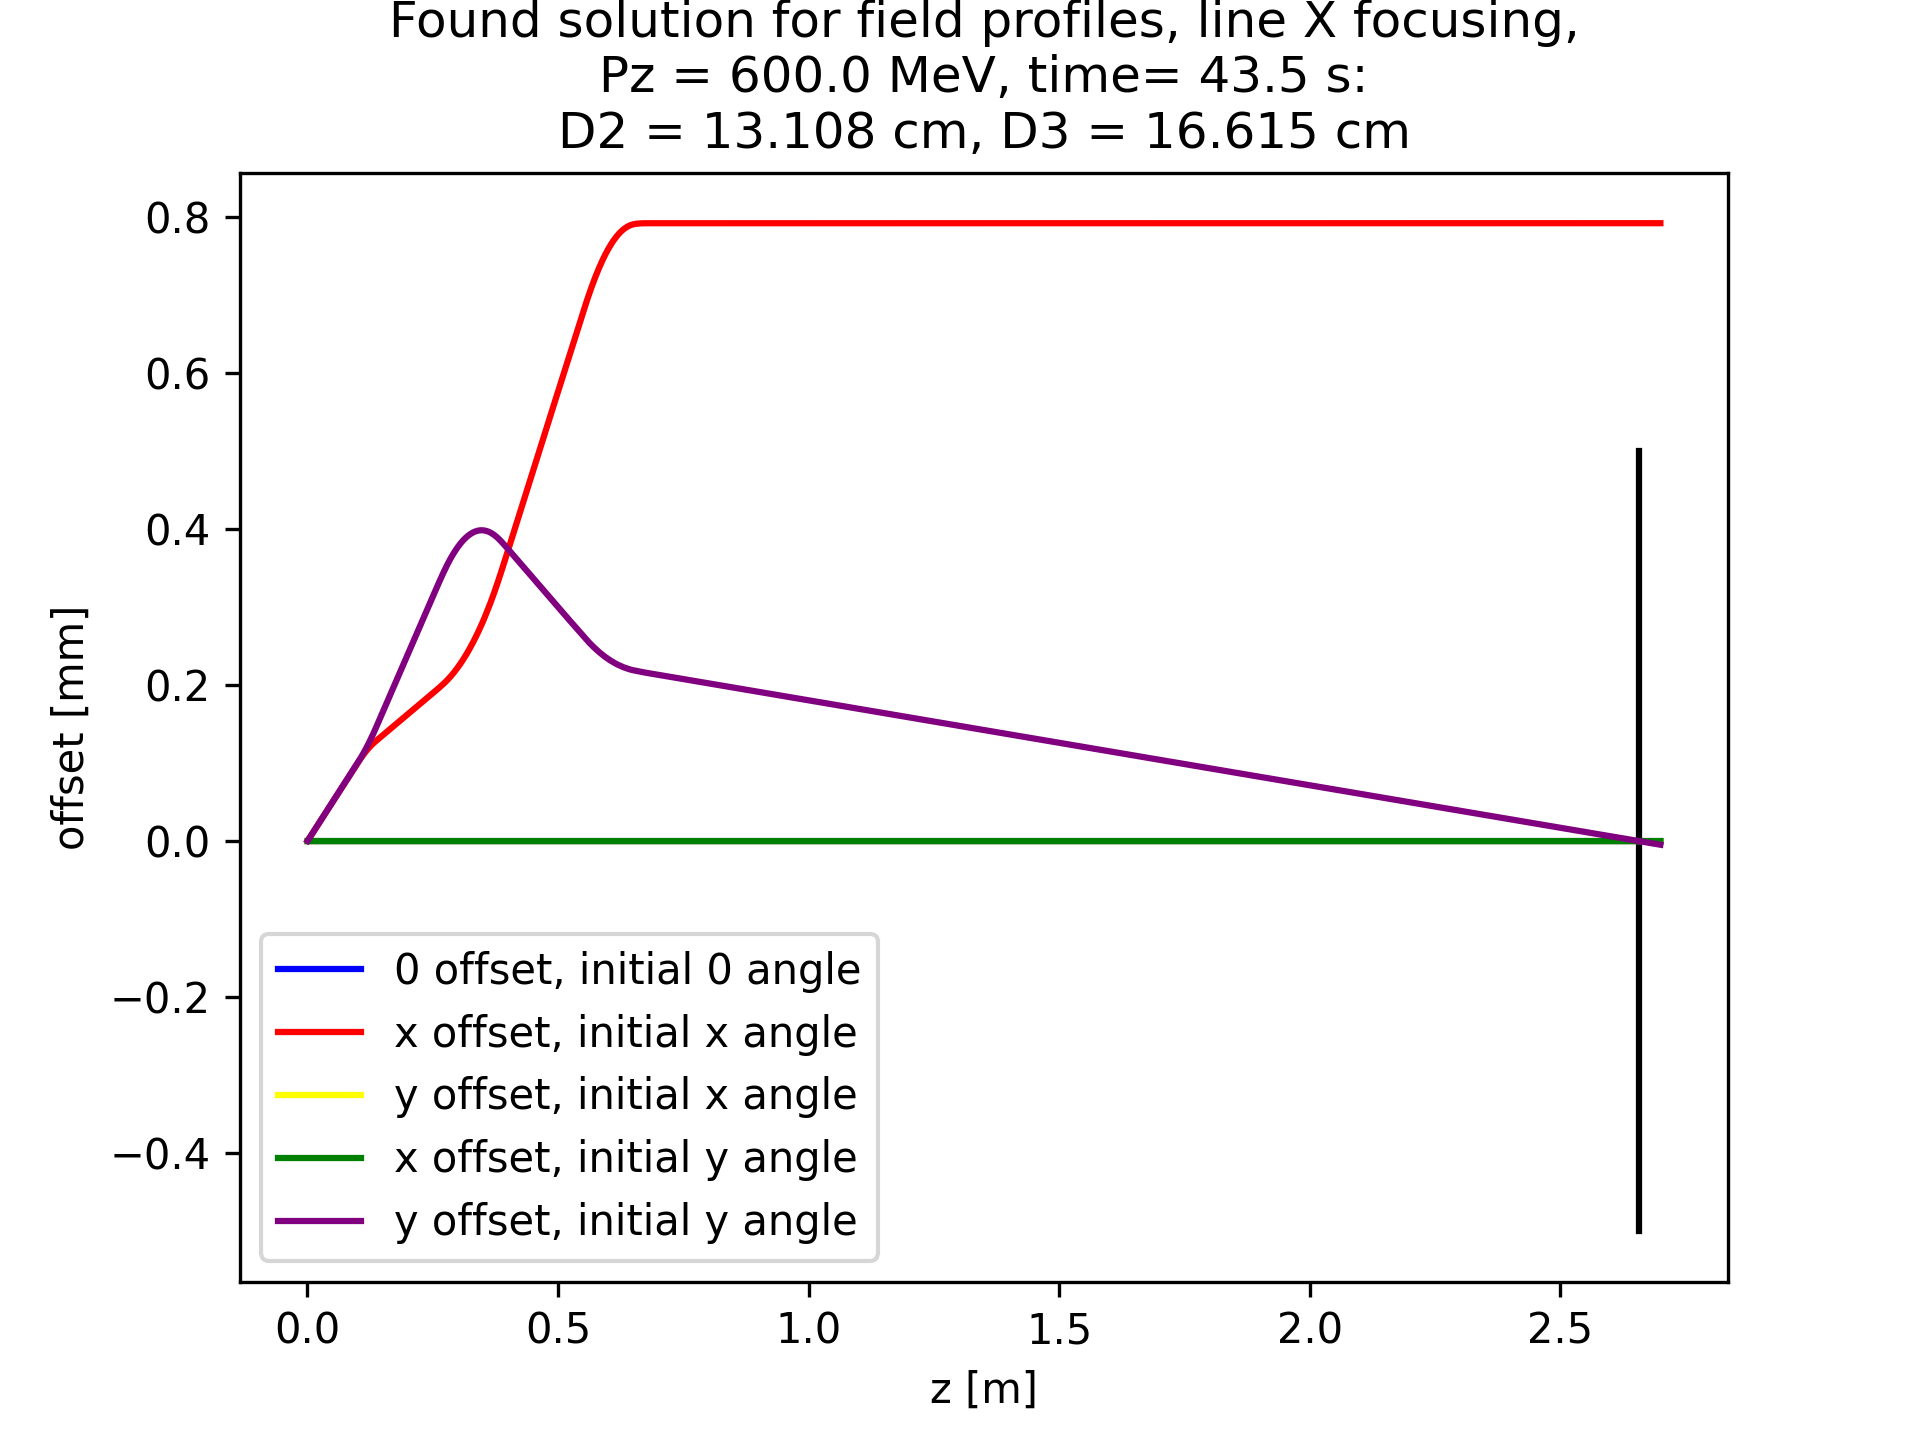 Found solution for field profiles, line X focusing,
Pz = 600.0 MeV, time= 43.5 s:
D2 = 13.108 cm, D3 = 16.615 cm
0.8
0.6
0.4
0.2
0.0
−0.2
−0.4
offset [mm]
0 offset, initial 0 angle
x offset, initial x angle
y offset, initial x angle
x offset, initial y angle
y offset, initial y angle
0.0 0.5 1.0 1.5 2.0 2.5
z [m]